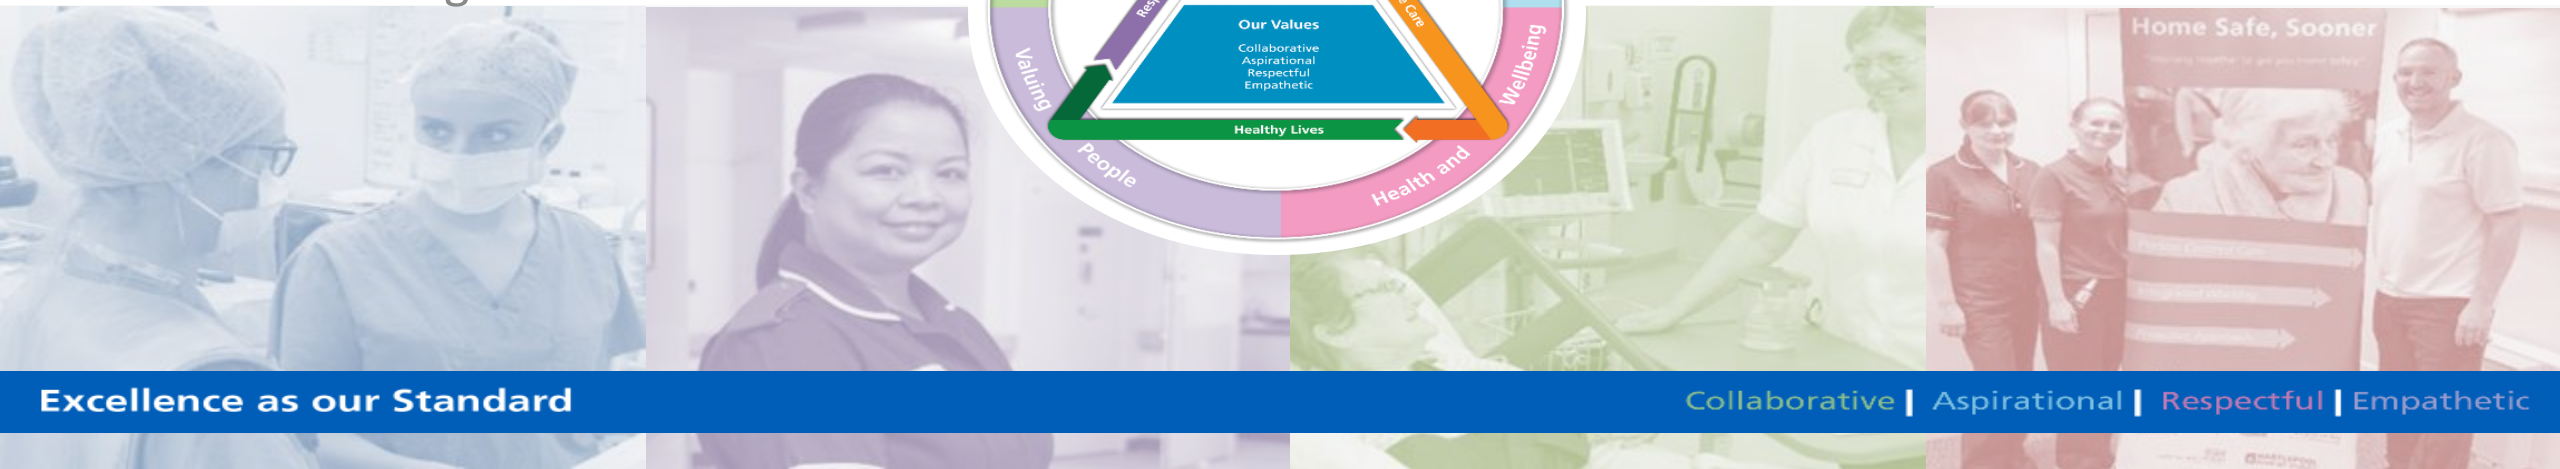 Our Values
Collaborative
Aspirational
Respectful
Empathetic
Care
Valuing
People
Health and
Wellbeing
Healthy Lives
Home Safe, Sooner
Excellence as our Standard
Collaborative | Aspirational | Respectful | Empathetic